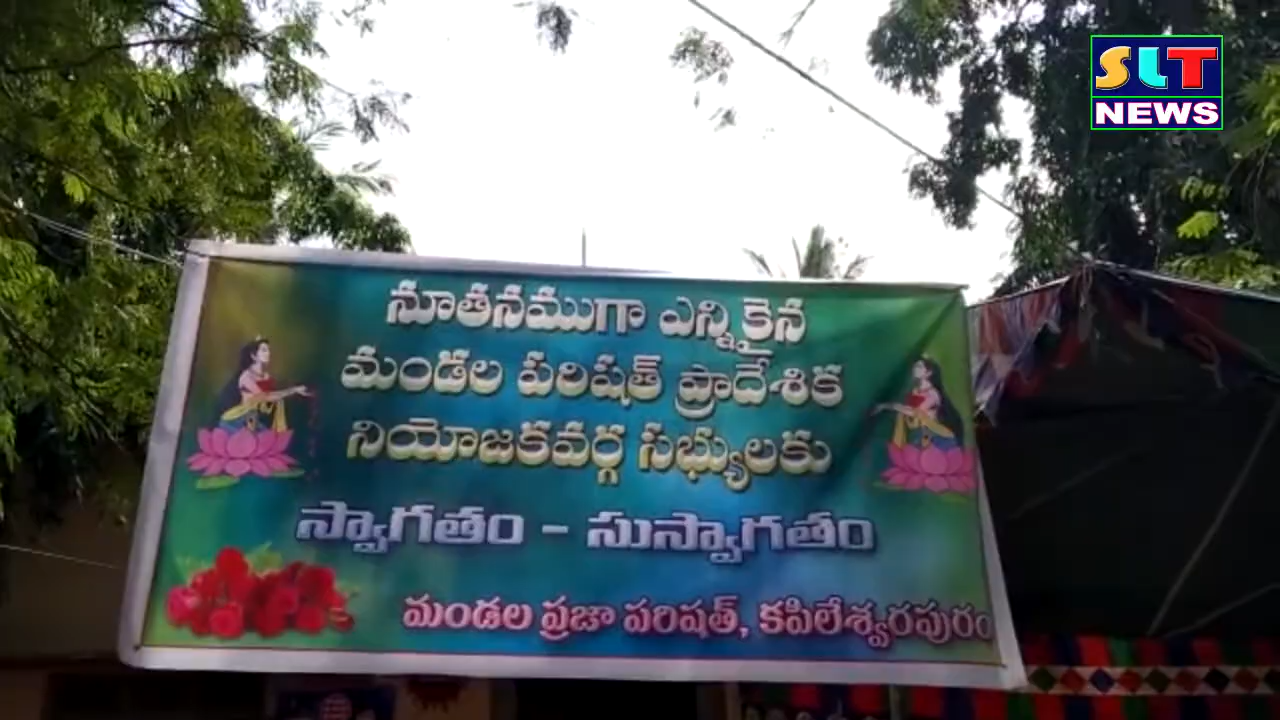 SLT
NEWS
నూతనముగా ఎన్నికైన
మండల పరిషత్ ప్రాదేశిక
నియోజకవర్గ సభ్యులకు
స్వాగతం - సుస్వాగతం
మండల ప్రజా పరిషత్, కపిలేశ్వరపురం